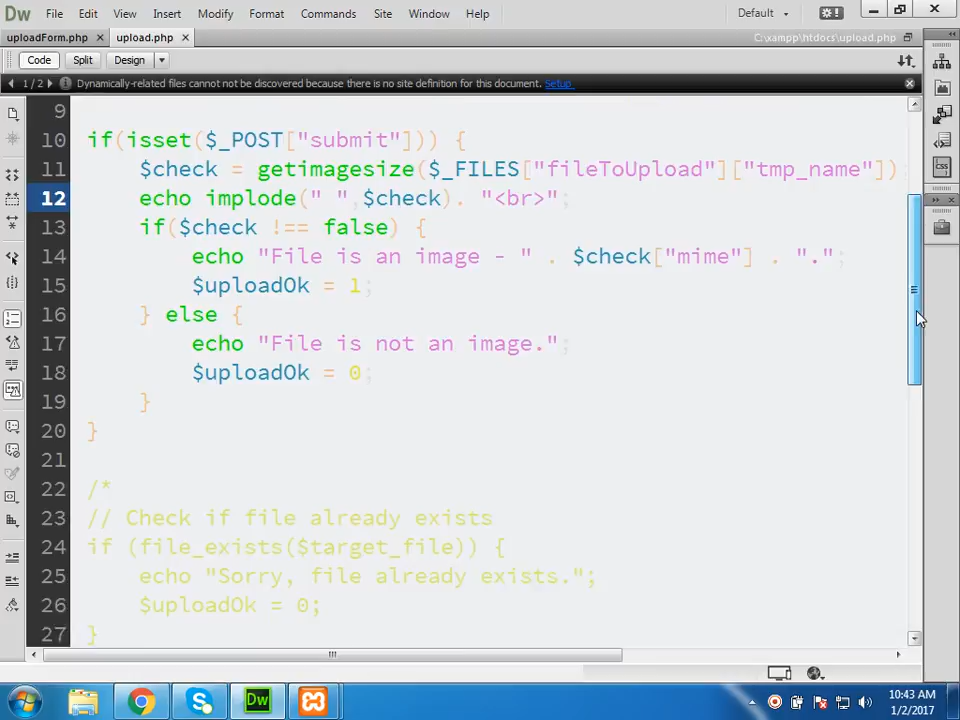 Dw File Edit View Insert Modify Format Commands Site Window Help Default
uploadForm.php × upload.php × C:\xampp\htdocs\upload.php
Code Split Design
1 / 2 Dynamically-related files cannot not be discovered because there is no site definition for this document. Setup
9
10 if(isset($_POST["submit"])) {
11 $check = getimagesize($_FILES["fileToUpload"]["tmp_name"])
12 echo implode(" ",$check). "<br>";
13 if($check !== false) {
14 echo "File is an image - " . $check["mime"] . ".";
15 $uploadOk = 1;
16 } else {
17 echo "File is not an image.";
18 $uploadOk = 0;
19 }
20 }
21
22 /*
23 // Check if file already exists
24 if (file_exists($target_file)) {
25 echo "Sorry, file already exists.";
26 $uploadOk = 0;
27 }
CSS
Dw
10:43 AM
1/2/2017